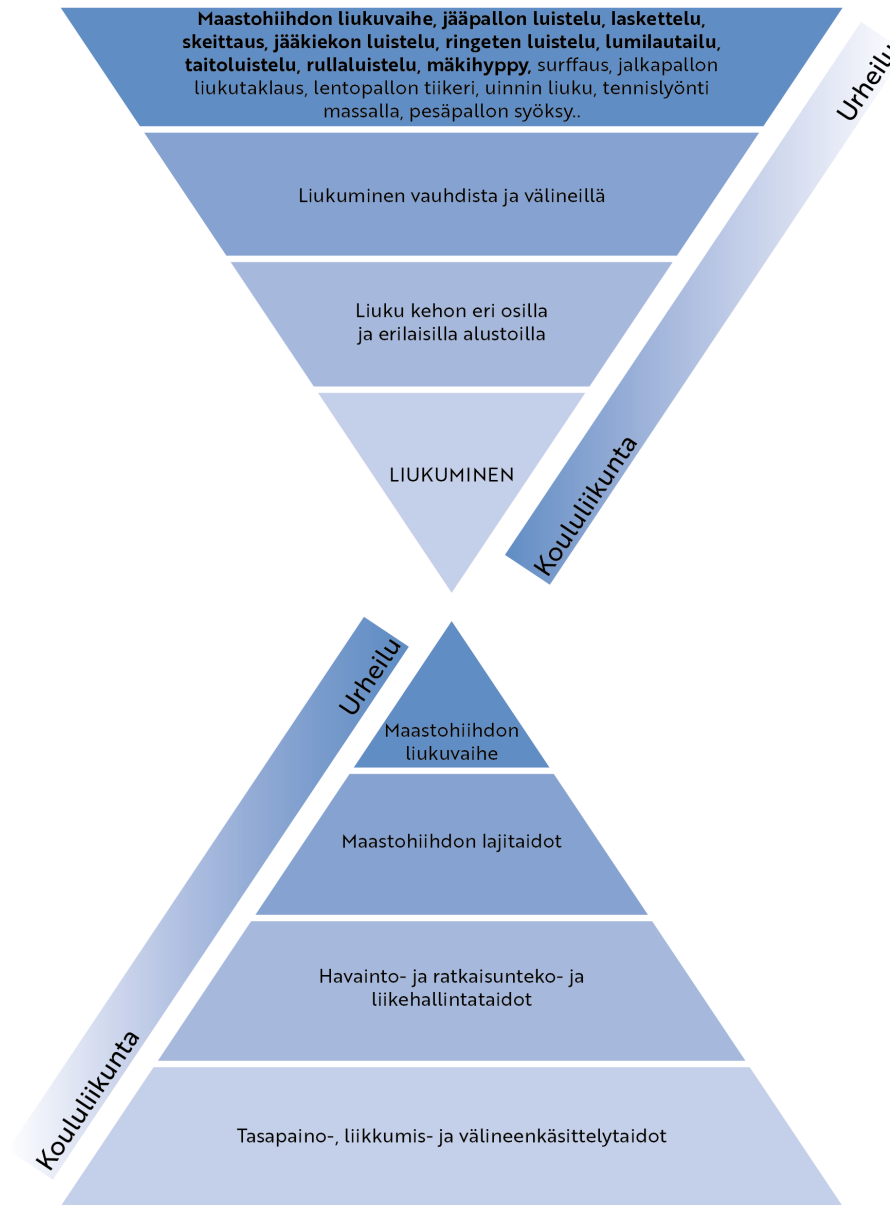 Maastohiihdon liukuvaihe, jääpallon luistelu, laskettelu,
skeittaus, jääkiekon luistelu, ringeten luistelu, lumilautailu,
taitoluistelu, rullaluistelu, mäkihyppy, surffaus, jalkapallon
liukutaklaus, lentopallon tiikeri, uinnin liuku, tennislyönti
massalla, pesäpallon syöksy..
Urheilu
Liukuminen vauhdista ja välineillä
Liuku kehon eri osilla
ja erilaisilla alustoilla
LIUKUMINEN
Koululiikunta
Urheilu
Maastohiihdon
liukuvaihe
Maastohiihdon lajitaidot
Havainto- ja ratkaisunteko- ja
liikehallintataidot
Koululiikunta
Tasapaino-, liikkumis- ja välineenkäsittelytaidot